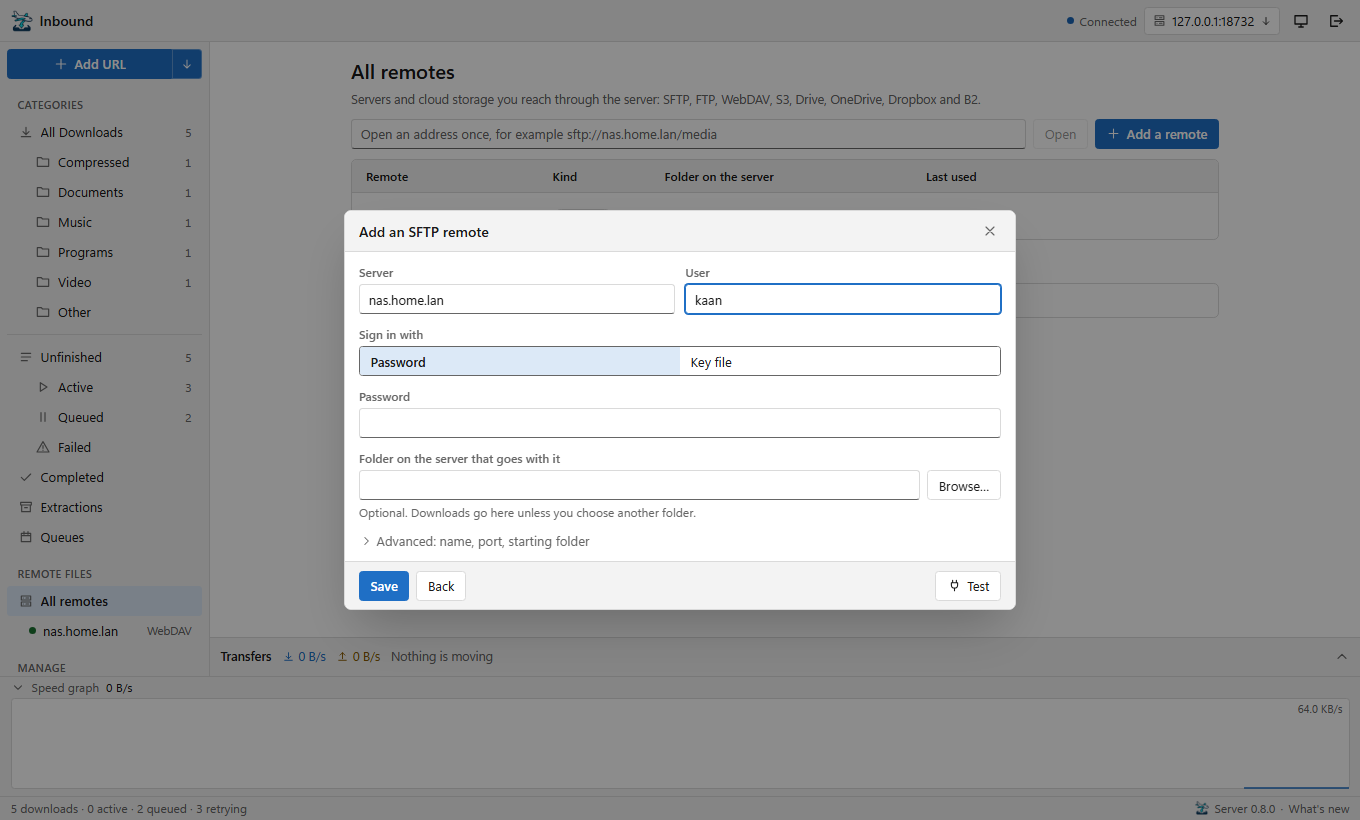 Inbound
Connected
127.0.0.1:18732
Add URL
CATEGORIES
All Downloads 5
Compressed 1
Documents 1
Music 1
Programs 1
Video 1
Other
Unfinished 5
Active 3
Queued 2
Failed
Completed
Extractions
Queues
REMOTE FILES
All remotes
nas.home.lan WebDAV
MANAGE
All remotes
Servers and cloud storage you reach through the server: SFTP, FTP, WebDAV, S3, Drive, OneDrive, Dropbox and B2.
Open an address once, for example sftp://nas.home.lan/media
Open
Add a remote
Remote Kind Folder on the server Last used
Add an SFTP remote
Server User
nas.home.lan kaan
Sign in with
Password Key file
Password
Folder on the server that goes with it
Browse...
Optional. Downloads go here unless you choose another folder.
Advanced: name, port, starting folder
Save Back Test
Transfers 0 B/s 0 B/s Nothing is moving
Speed graph 0 B/s
64.0 KB/s
5 downloads · 0 active · 2 queued · 3 retrying
Server 0.8.0 · What's new